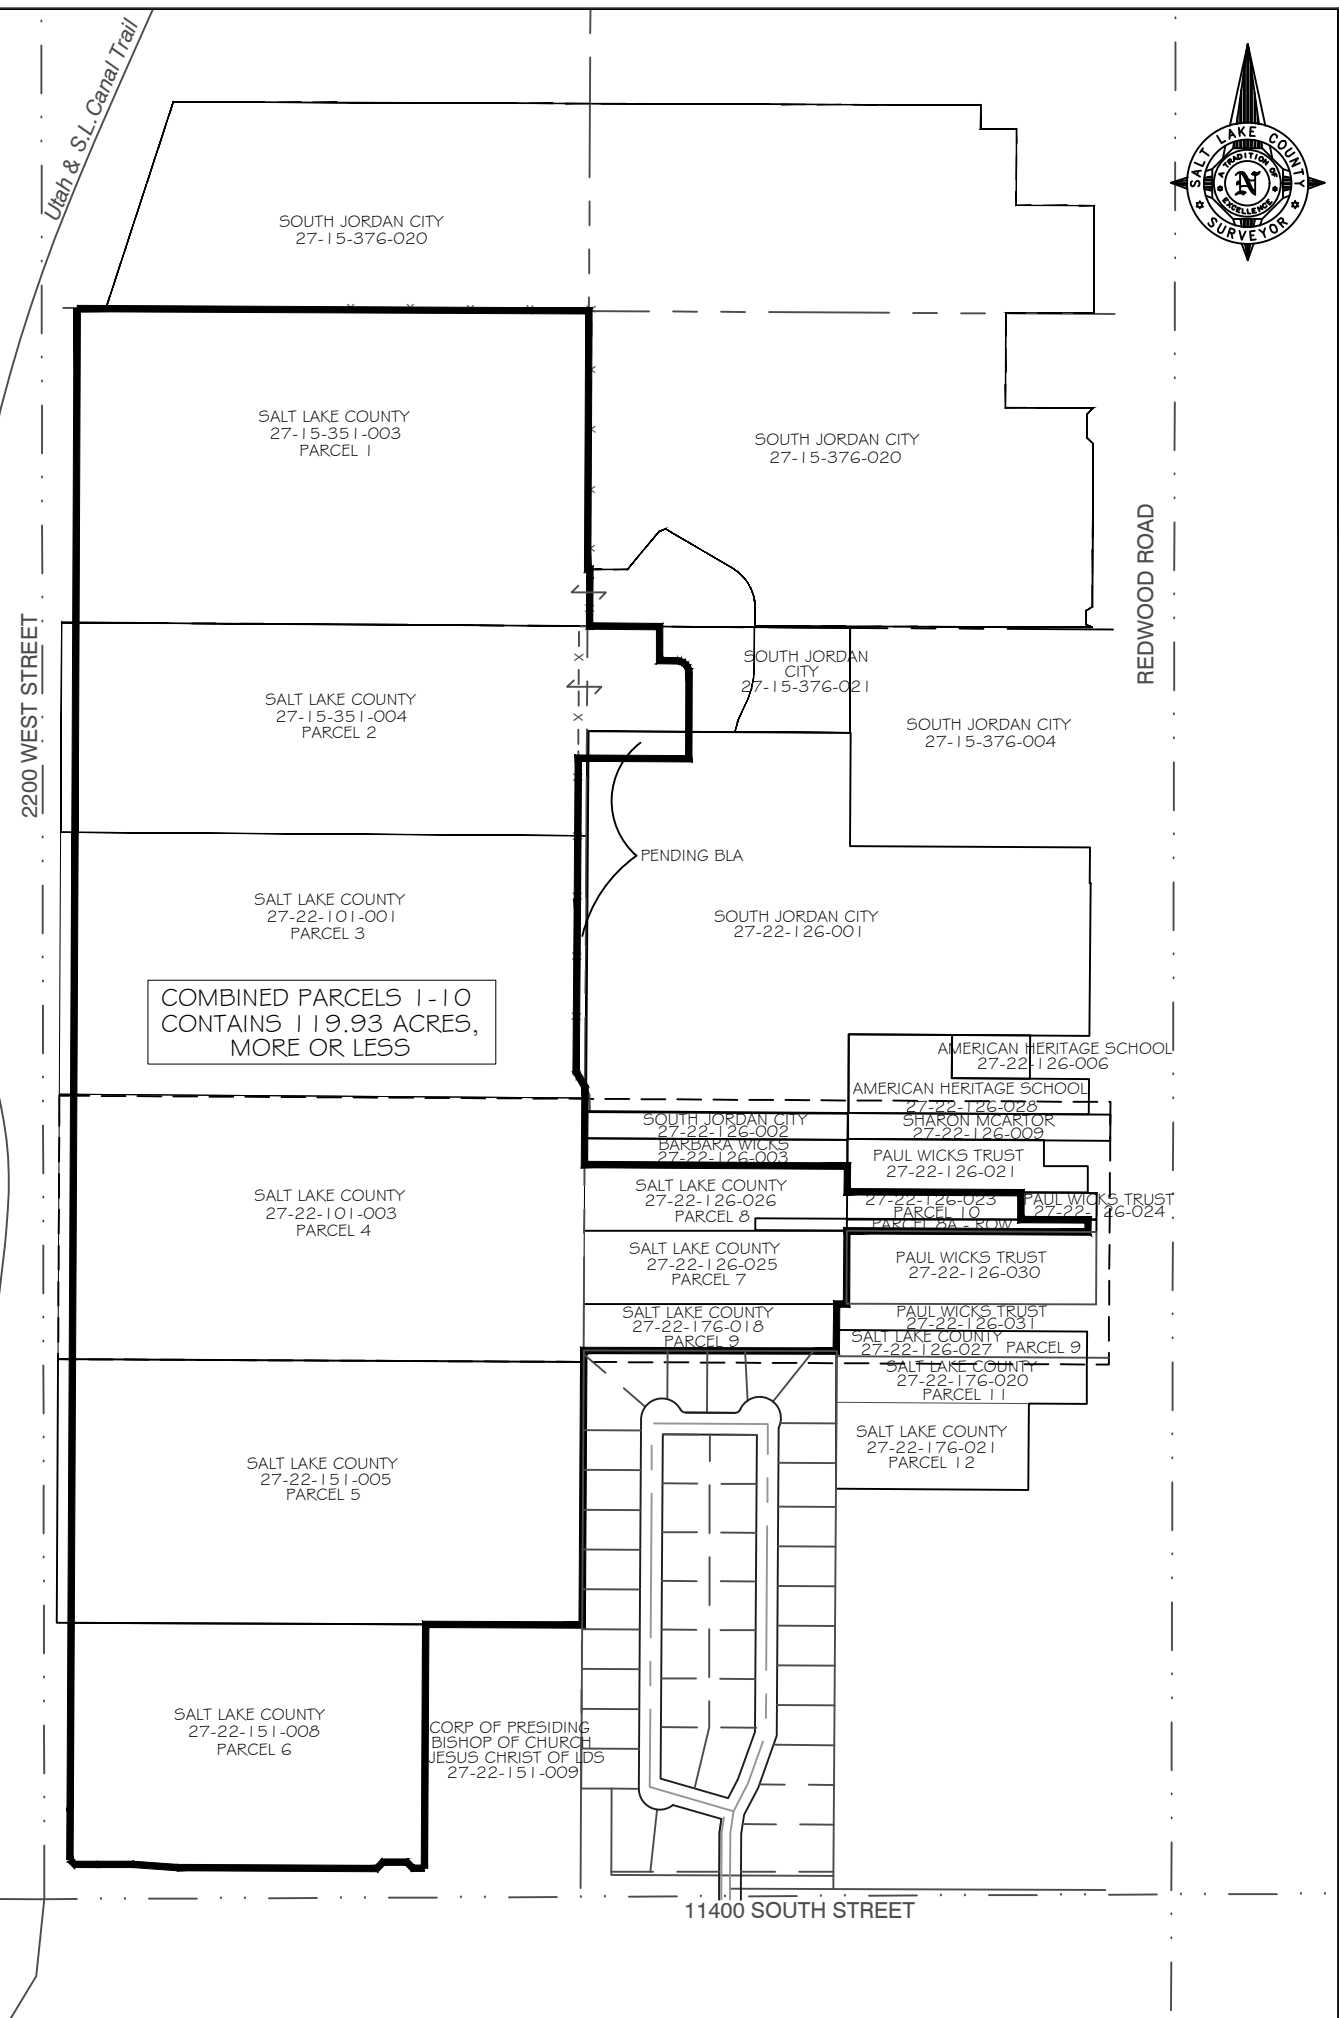 Utah & S.L. Canal Trail
SALT LAKE COUNTY
A TRADITION OF
N
EXCELLENCE
SURVEYOR
SOUTH JORDAN CITY
27-15-376-020
SALT LAKE COUNTY
27-15-351-003
PARCEL 1
SOUTH JORDAN CITY
27-15-376-020
REDWOOD ROAD
2200 WEST STREET
SALT LAKE COUNTY
27-15-351-004
PARCEL 2
SOUTH JORDAN
CITY
27-15-376-021
SOUTH JORDAN CITY
27-15-376-004
PENDING BLA
SALT LAKE COUNTY
27-22-101-001
PARCEL 3
SOUTH JORDAN CITY
27-22-126-001
COMBINED PARCELS 1-10
CONTAINS 119.93 ACRES,
MORE OR LESS
AMERICAN HERITAGE SCHOOL
27-22-126-006
AMERICAN HERITAGE SCHOOL
27-22-126-028
SOUTH JORDAN CITY
27-22-126-002
SHARON MCARTOR
27-22-126-009
BARBARA WICKS
27-22-126-003
PAUL WICKS TRUST
27-22-126-021
SALT LAKE COUNTY
27-22-101-003
PARCEL 4
SALT LAKE COUNTY
27-22-126-026
PARCEL 8
27-22-126-023
PARCEL 10
PARCEL 8A - ROW
PAUL WICKS TRUST
27-22-126-024
SALT LAKE COUNTY
27-22-126-025
PARCEL 7
PAUL WICKS TRUST
27-22-126-030
SALT LAKE COUNTY
27-22-176-018
PARCEL 9
PAUL WICKS TRUST
27-22-126-031
SALT LAKE COUNTY
27-22-126-027 PARCEL 9
SALT LAKE COUNTY
27-22-176-020
PARCEL 11
SALT LAKE COUNTY
27-22-176-021
PARCEL 12
SALT LAKE COUNTY
27-22-151-005
PARCEL 5
SALT LAKE COUNTY
27-22-151-008
PARCEL 6
CORP OF PRESIDING
BISHOP OF CHURCH
JESUS CHRIST OF LDS
27-22-151-009
11400 SOUTH STREET